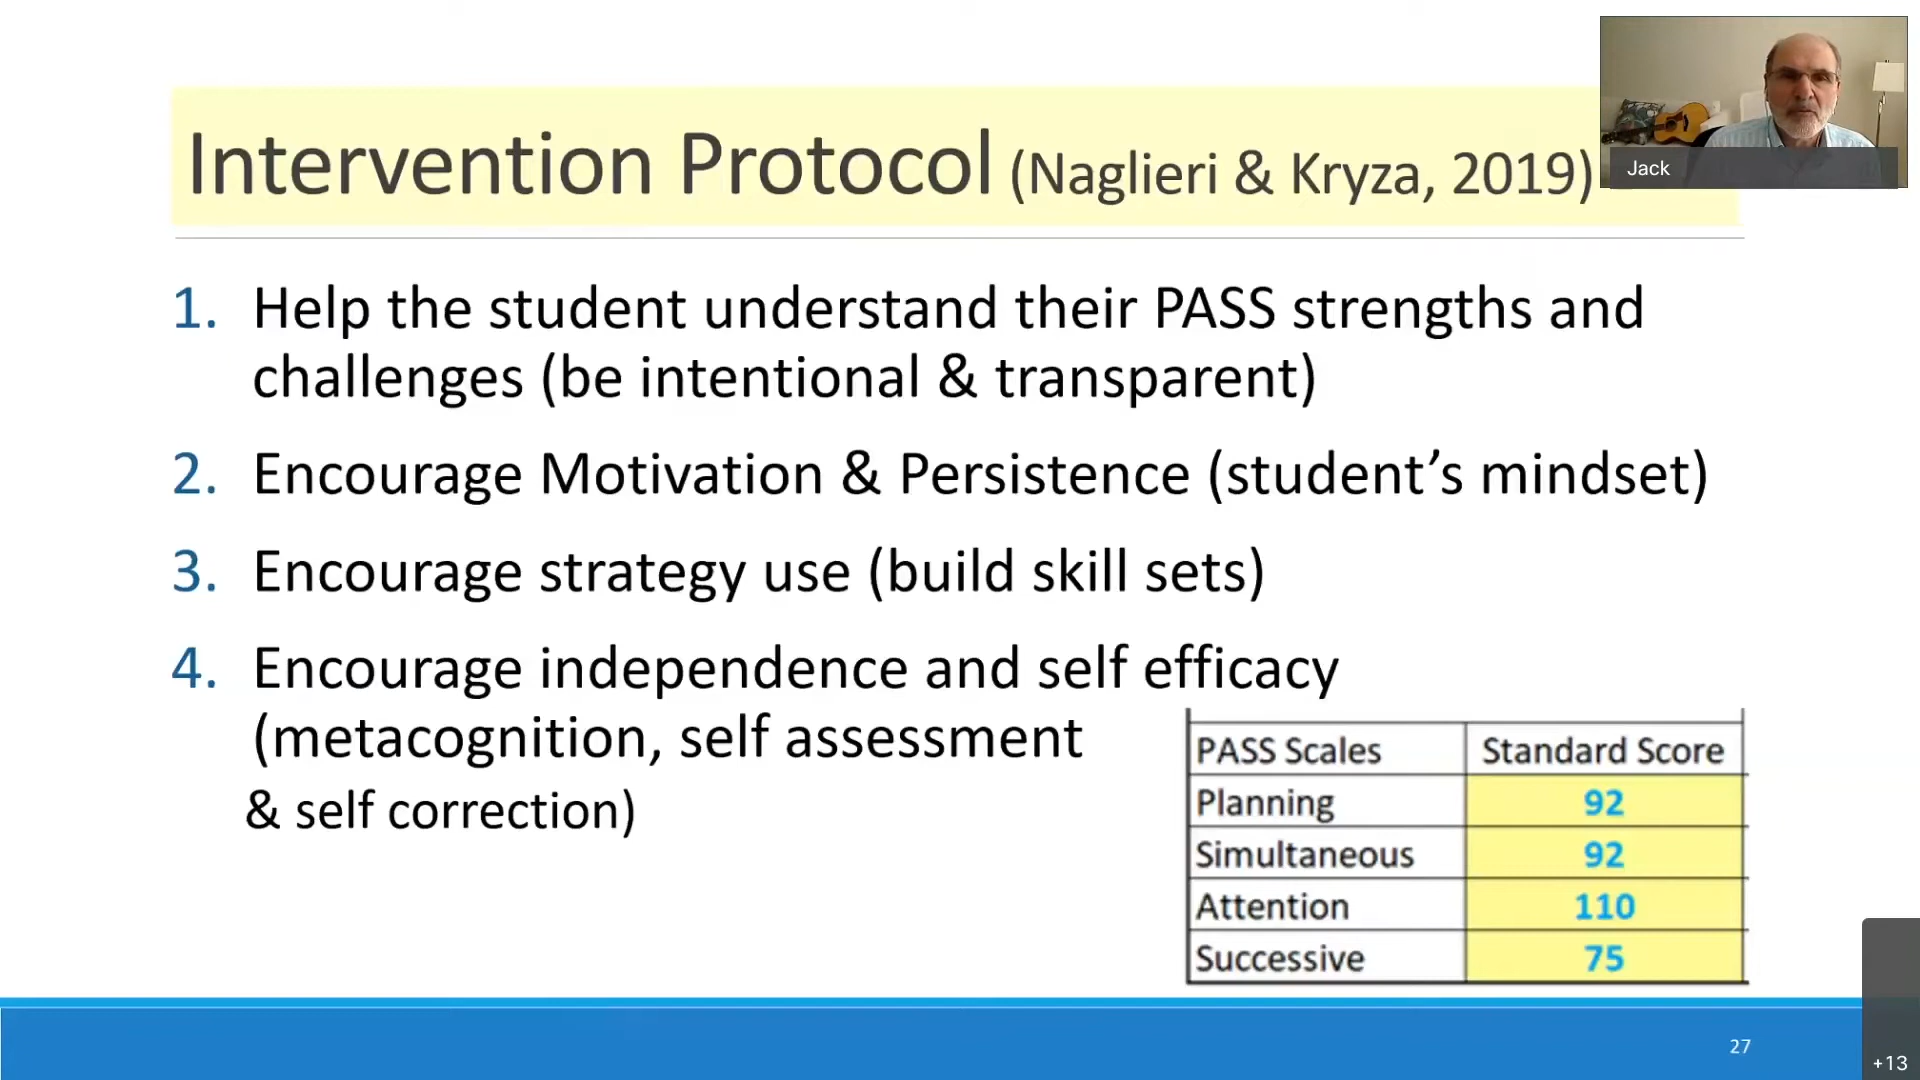 Intervention Protocol (Naglieri & Kryza, 2019)
Jack
1. Help the student understand their PASS strengths and
challenges (be intentional & transparent)
2. Encourage Motivation & Persistence (student’s mindset)
3. Encourage strategy use (build skill sets)
4. Encourage independence and self efficacy
(metacognition, self assessment
& self correction)
PASS Scales Standard Score
Planning 92
Simultaneous 92
Attention 110
Successive 75
27
+13